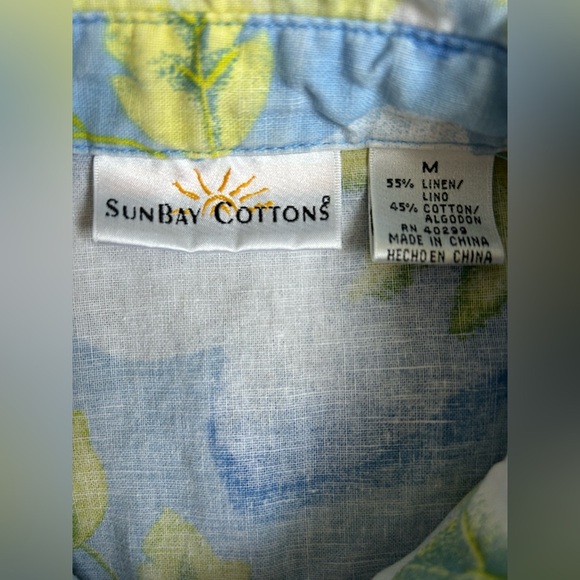 SUNBAY COTTONS®
M
55% LINEN/
LINO
45% COTTON/
ALGODON
RN 40299
MADE IN CHINA
HECHO EN CHINA